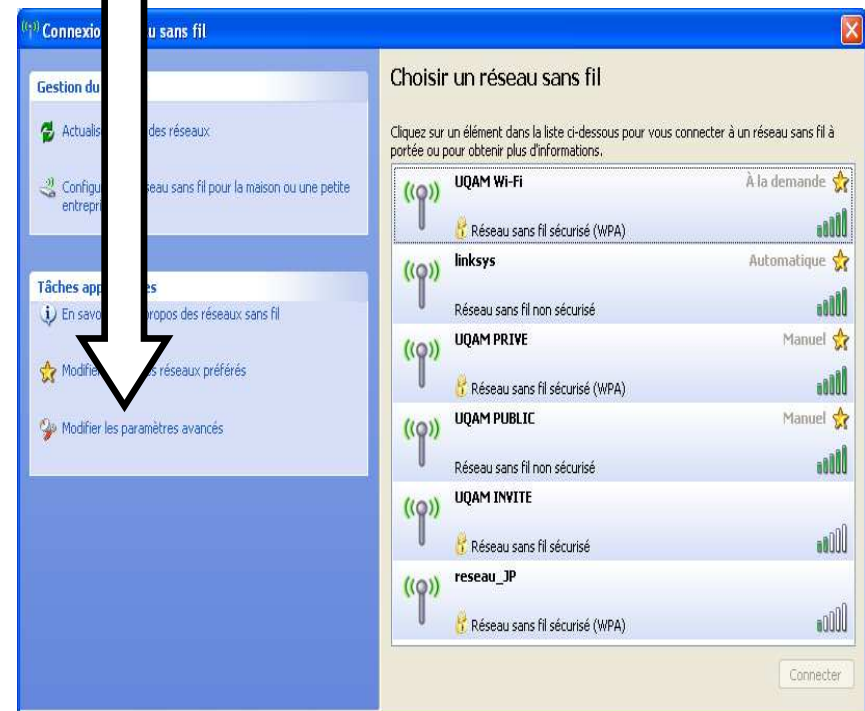 Connexio u sans fil
Gestion du
Actualis des réseaux
Configu seau sans fil pour la maison ou une petite
entrepri
Tâches app es
En savo ropos des réseaux sans fil
Modifier s réseaux préférés
Modifier les paramètres avancés
Choisir un réseau sans fil
Cliquez sur un élément dans la liste ci-dessous pour vous connecter à un réseau sans fil à
portée ou pour obtenir plus d'informations.
UQAM Wi-Fi À la demande
Réseau sans fil sécurisé (WPA)
linksys Automatique
Réseau sans fil non sécurisé
UQAM PRIVE Manuel
Réseau sans fil sécurisé (WPA)
UQAM PUBLIC Manuel
Réseau sans fil non sécurisé
UQAM INVITE
Réseau sans fil sécurisé
reseau_JP
Réseau sans fil sécurisé (WPA)
Connecter